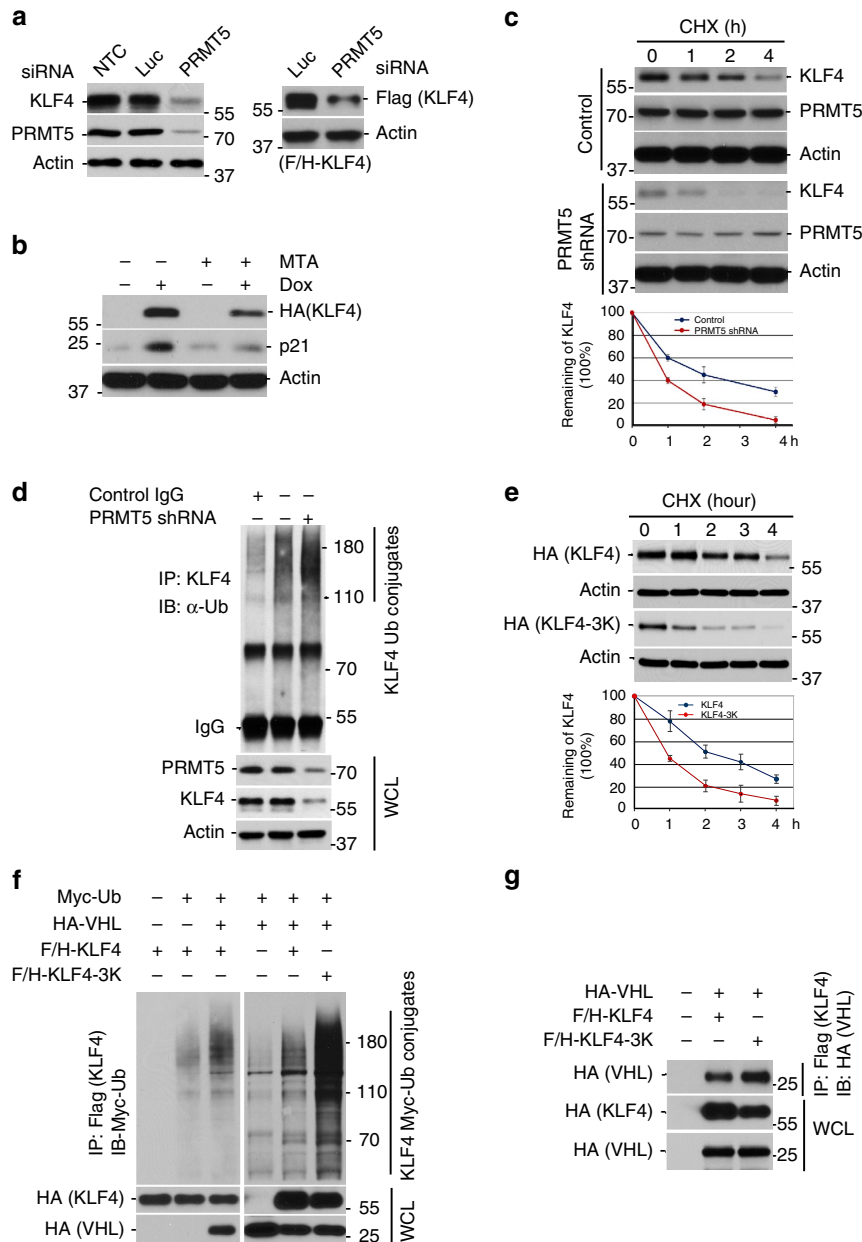 a
siRNA NTC Luc PRMT5
KLF4
55
PRMT5
70
Actin
37
Luc PRMT5 siRNA
55
Flag (KLF4)
Actin
37
(F/H-KLF4)
b
– – + + MTA
– + – + Dox
HA(KLF4)
55
25
p21
Actin
37
c
CHX (h)
0 1 2 4
Control
55
KLF4
70
PRMT5
Actin
37
PRMT5 shRNA
KLF4
55
70
PRMT5
Actin
37
Remaining of KLF4 (100%)
100
80
60
40
20
0
Control
PRMT5 shRNA
0 1 2 3 4 h
d
Control IgG + – –
PRMT5 shRNA – – +
180
IP: KLF4
IB: α-Ub
110
70
IgG
55
KLF4 Ub conjugates
PRMT5
70
KLF4
55
Actin
37
WCL
e
CHX (hour)
0 1 2 3 4
HA (KLF4)
55
Actin
37
HA (KLF4-3K)
55
Actin
37
Remaining of KLF4 (100%)
100
80
60
40
20
0
KLF4
KLF4-3K
0 1 2 3 4 h
f
Myc-Ub – + + + + +
HA-VHL – – + + + +
F/H-KLF4 + + + – + –
F/H-KLF4-3K – – – – – +
IP: Flag (KLF4)
IB-Myc-Ub
180
110
70
KLF4 Myc-Ub conjugates
HA (KLF4)
55
HA (VHL)
25
WCL
g
HA-VHL – + +
F/H-KLF4 – + –
F/H-KLF4-3K – – +
HA (VHL)
25
IP: Flag (KLF4)
IB: HA (VHL)
HA (KLF4)
55
HA (VHL)
25
WCL